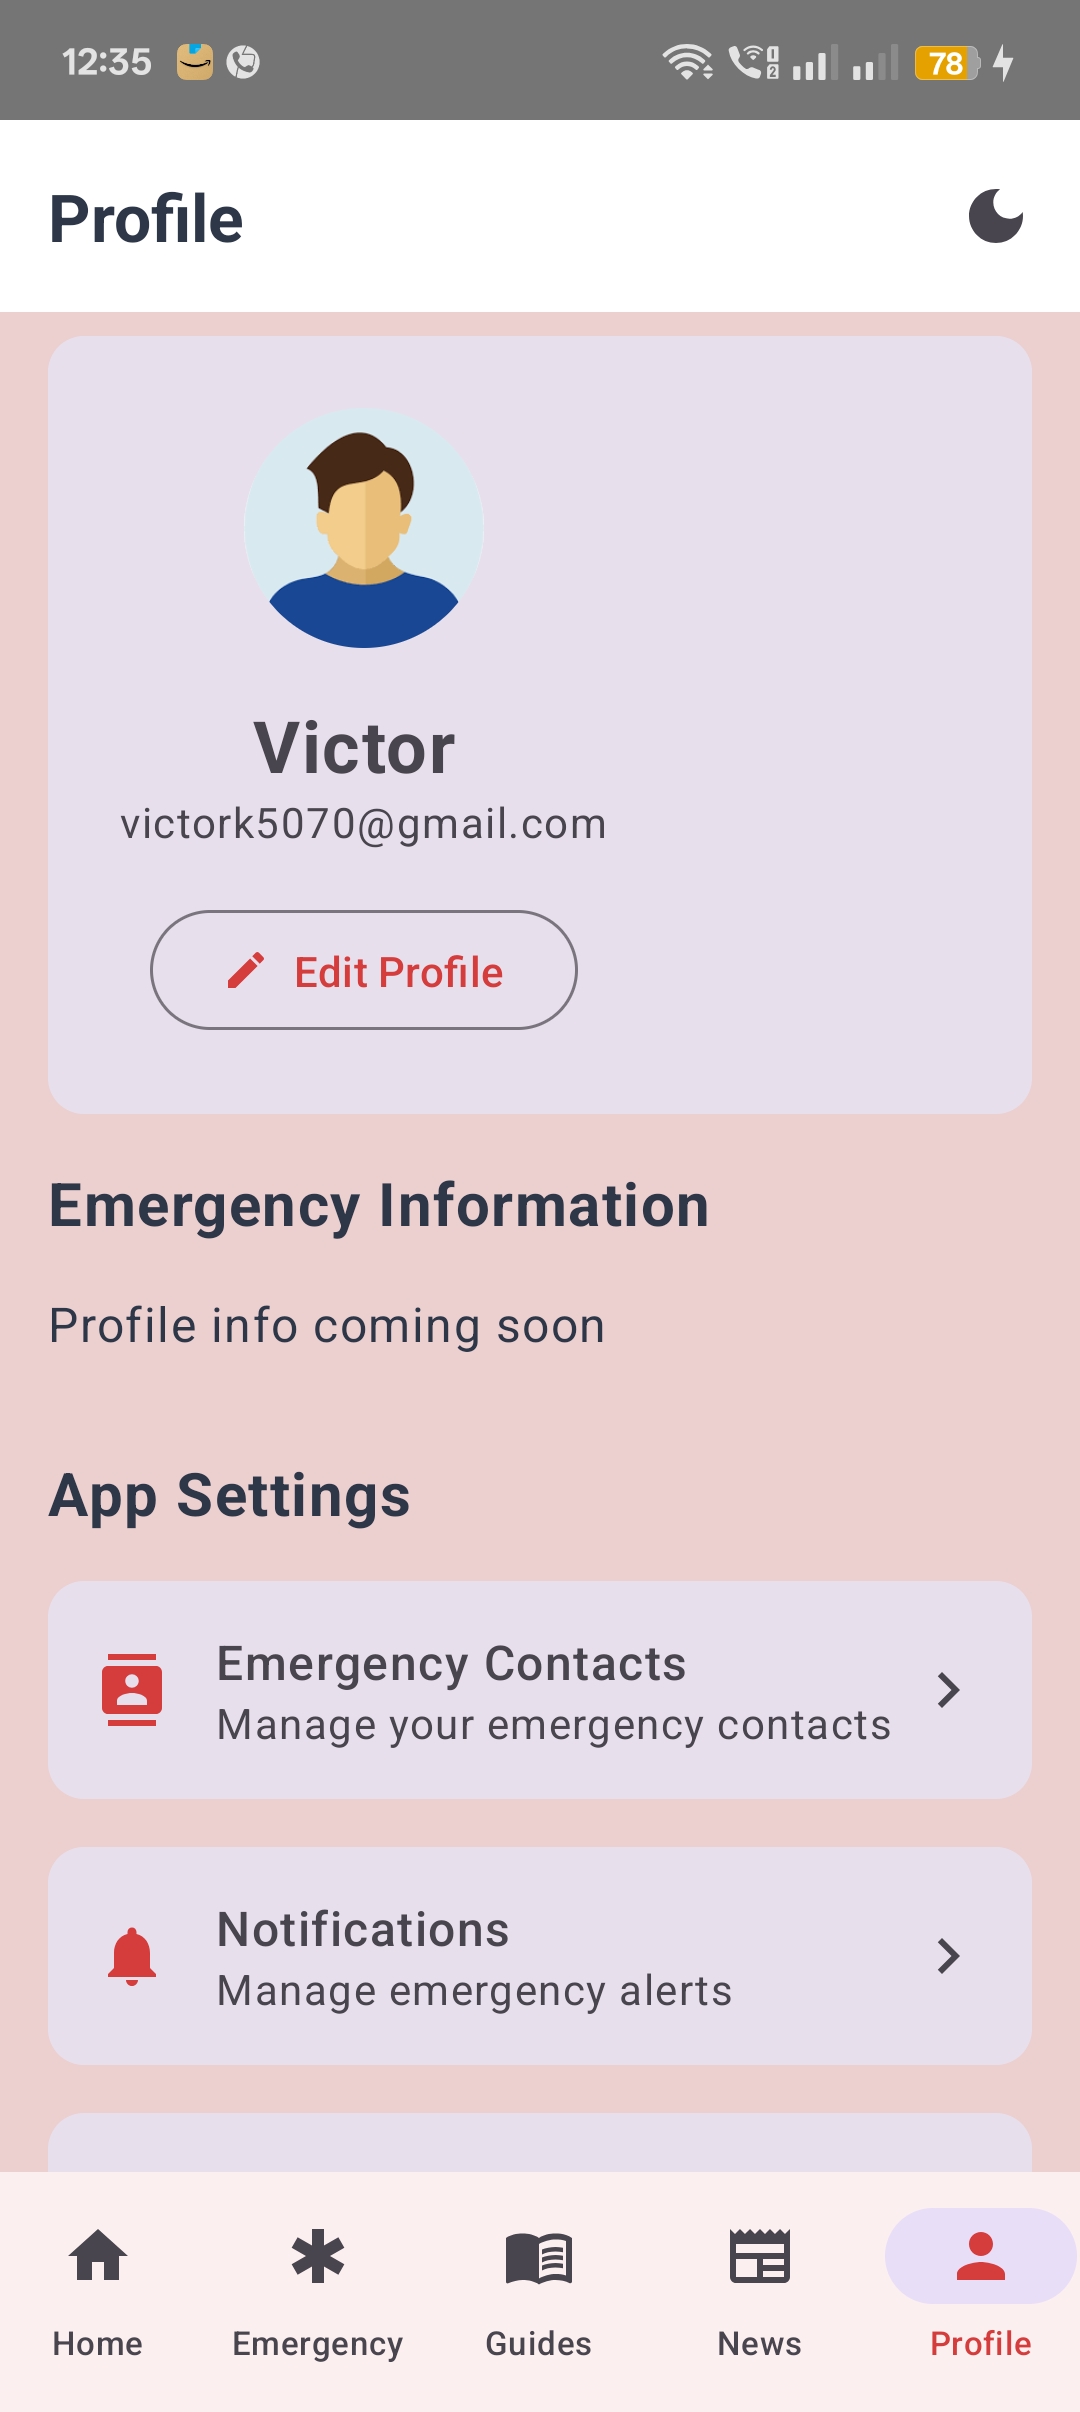 12:35
78
Profile
Victor
victork5070@gmail.com
Edit Profile
Emergency Information
Profile info coming soon
App Settings
Emergency Contacts
Manage your emergency contacts
Notifications
Manage emergency alerts
Home
Emergency
Guides
News
Profile